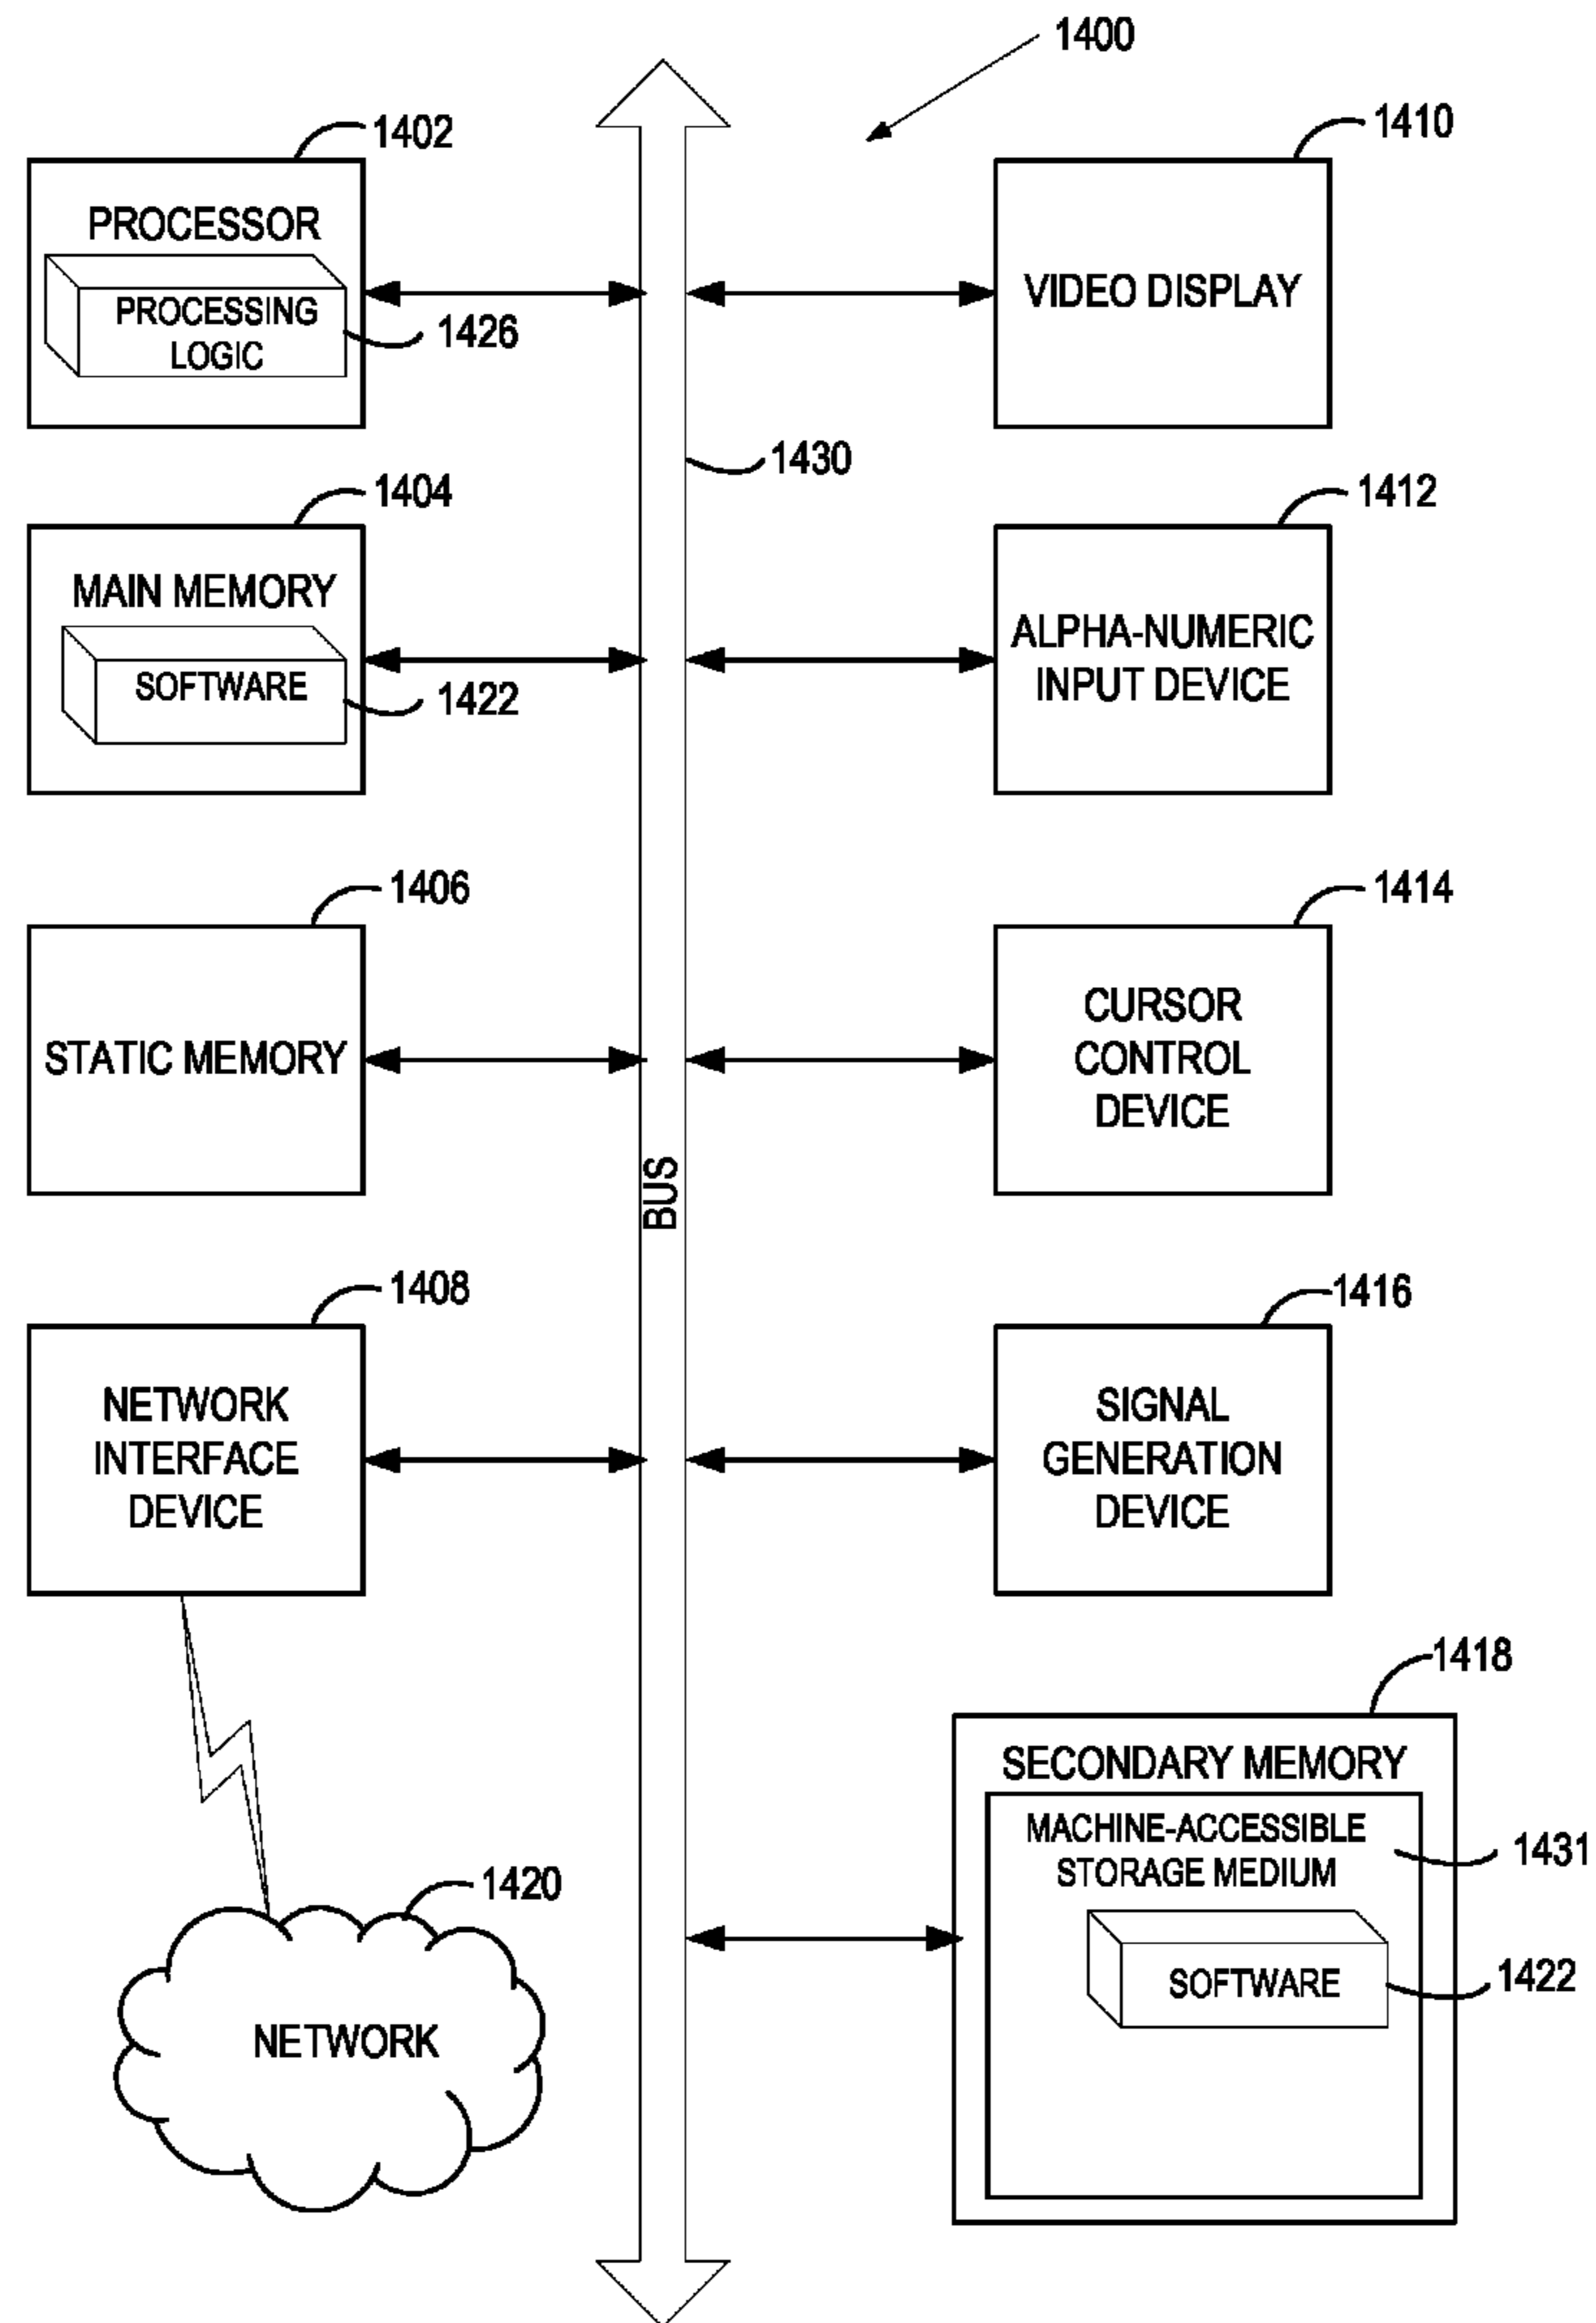 1400
1402
PROCESSOR
PROCESSING
LOGIC
1426
1410
VIDEO DISPLAY
1430
1404
MAIN MEMORY
SOFTWARE
1422
1412
ALPHA-NUMERIC
INPUT DEVICE
1406
STATIC MEMORY
1414
CURSOR
CONTROL
DEVICE
BUS
1408
NETWORK
INTERFACE
DEVICE
1416
SIGNAL
GENERATION
DEVICE
1418
SECONDARY MEMORY
MACHINE-ACCESSIBLE
STORAGE MEDIUM
1431
SOFTWARE
1422
1420
NETWORK